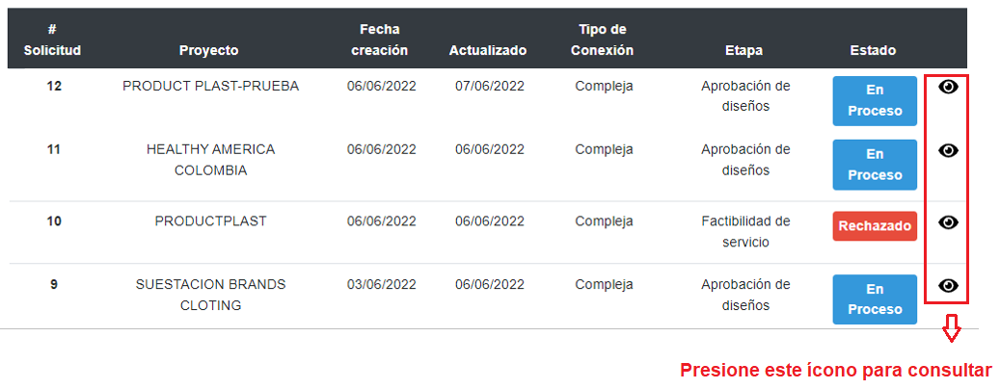 # Solicitud Proyecto Fecha creación Actualizado Tipo de Conexión Etapa Estado
12 PRODUCT PLAST-PRUEBA 06/06/2022 07/06/2022 Compleja Aprobación de diseños En Proceso
11 HEALTHY AMERICA COLOMBIA 06/06/2022 06/06/2022 Compleja Aprobación de diseños En Proceso
10 PRODUCTPLAST 06/06/2022 06/06/2022 Compleja Factibilidad de servicio Rechazado
9 SUESTACION BRANDS CLOTING 03/06/2022 06/06/2022 Compleja Aprobación de diseños En Proceso
Presione este ícono para consultar